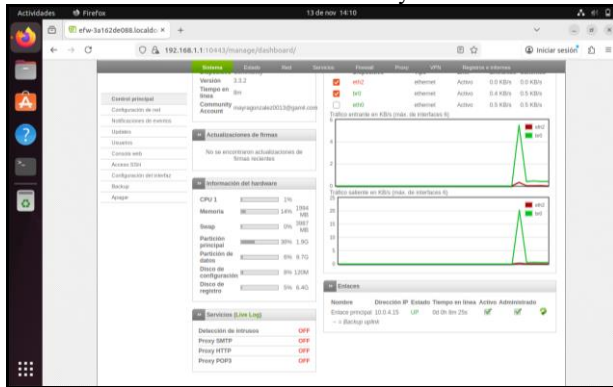 Actividades Firefox 13 de nov 14:10
efw-3a162de088.localdo
192.168.1.1:10443/manage/dashboard/ Iniciar sesión
Sistema Estado Red Servicios Firewall Proxy VPN Registros e informes
Control principal
Configuración de red
Notificaciones de eventos
Updates
Usuarios
Consola web
Acceso SSH
Configuración del interfaz
Backup
Apagar
Versión 3.3.2
Tiempo en línea 8m
Community Account
Actualizaciones de firmas
No se encontraron actualizaciones de
firmas recientes
Información del hardware
CPU 1 1%
Memoria 14% 1994 MB
Swap 0% 3987 MB
Partición principal 1.9G
Partición de datos 6% 8.7G
Disco de configuración 8% 120M
Disco de registro 5% 6.4G
Servicios (Live Log)
Detección de intrusos OFF
Proxy SMTP OFF
Proxy HTTP OFF
Proxy POP3 OFF
eth2 ethernet Activo 0.0 KB/s 0.0 KB/s
br0 ethernet Activo 0.4 KB/s 0.5 KB/s
eth0 ethernet Activo 0.4 KB/s 0.5 KB/s
Tráfico entrante en KB/s (máx. de interfaces 6)
eth2
br0
Tráfico saliente en KB/s (máx. de interfaces 6)
eth2
br0
Enlaces
Nombre Dirección IP Estado Tiempo en línea Activo Administrado
Enlace principal 10.0.4.15 UP 0d 0h 8m 25s
Backup uplink